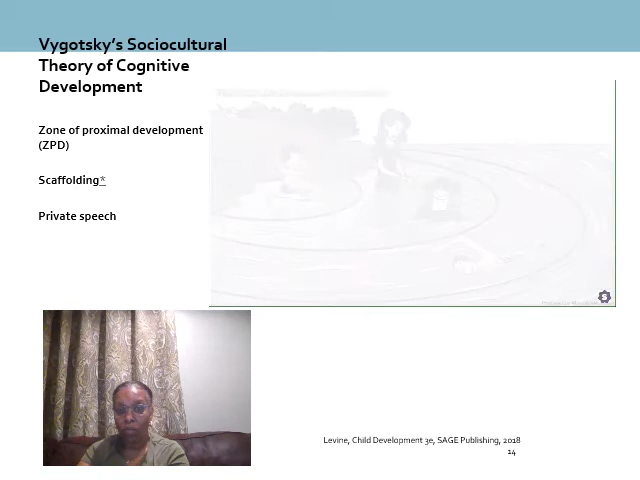 Vygotsky's Sociocultural
Theory of Cognitive
Development
Zone of proximal development
(ZPD)
Scaffolding*
Private speech
Levine, Child Development 3e, SAGE Publishing, 2018
14